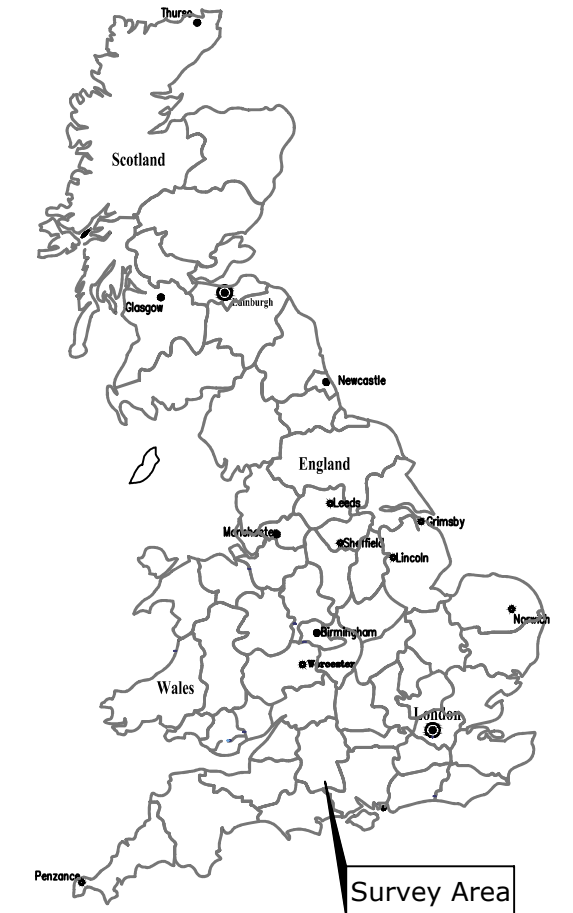 Thurso
Scotland
Glasgow
Edinburgh
Newcastle
England
Leeds
Grimsby
Manchester
Sheffield
Lincoln
Norwich
Birmingham
Worcester
Wales
London
Penzance
Survey Area